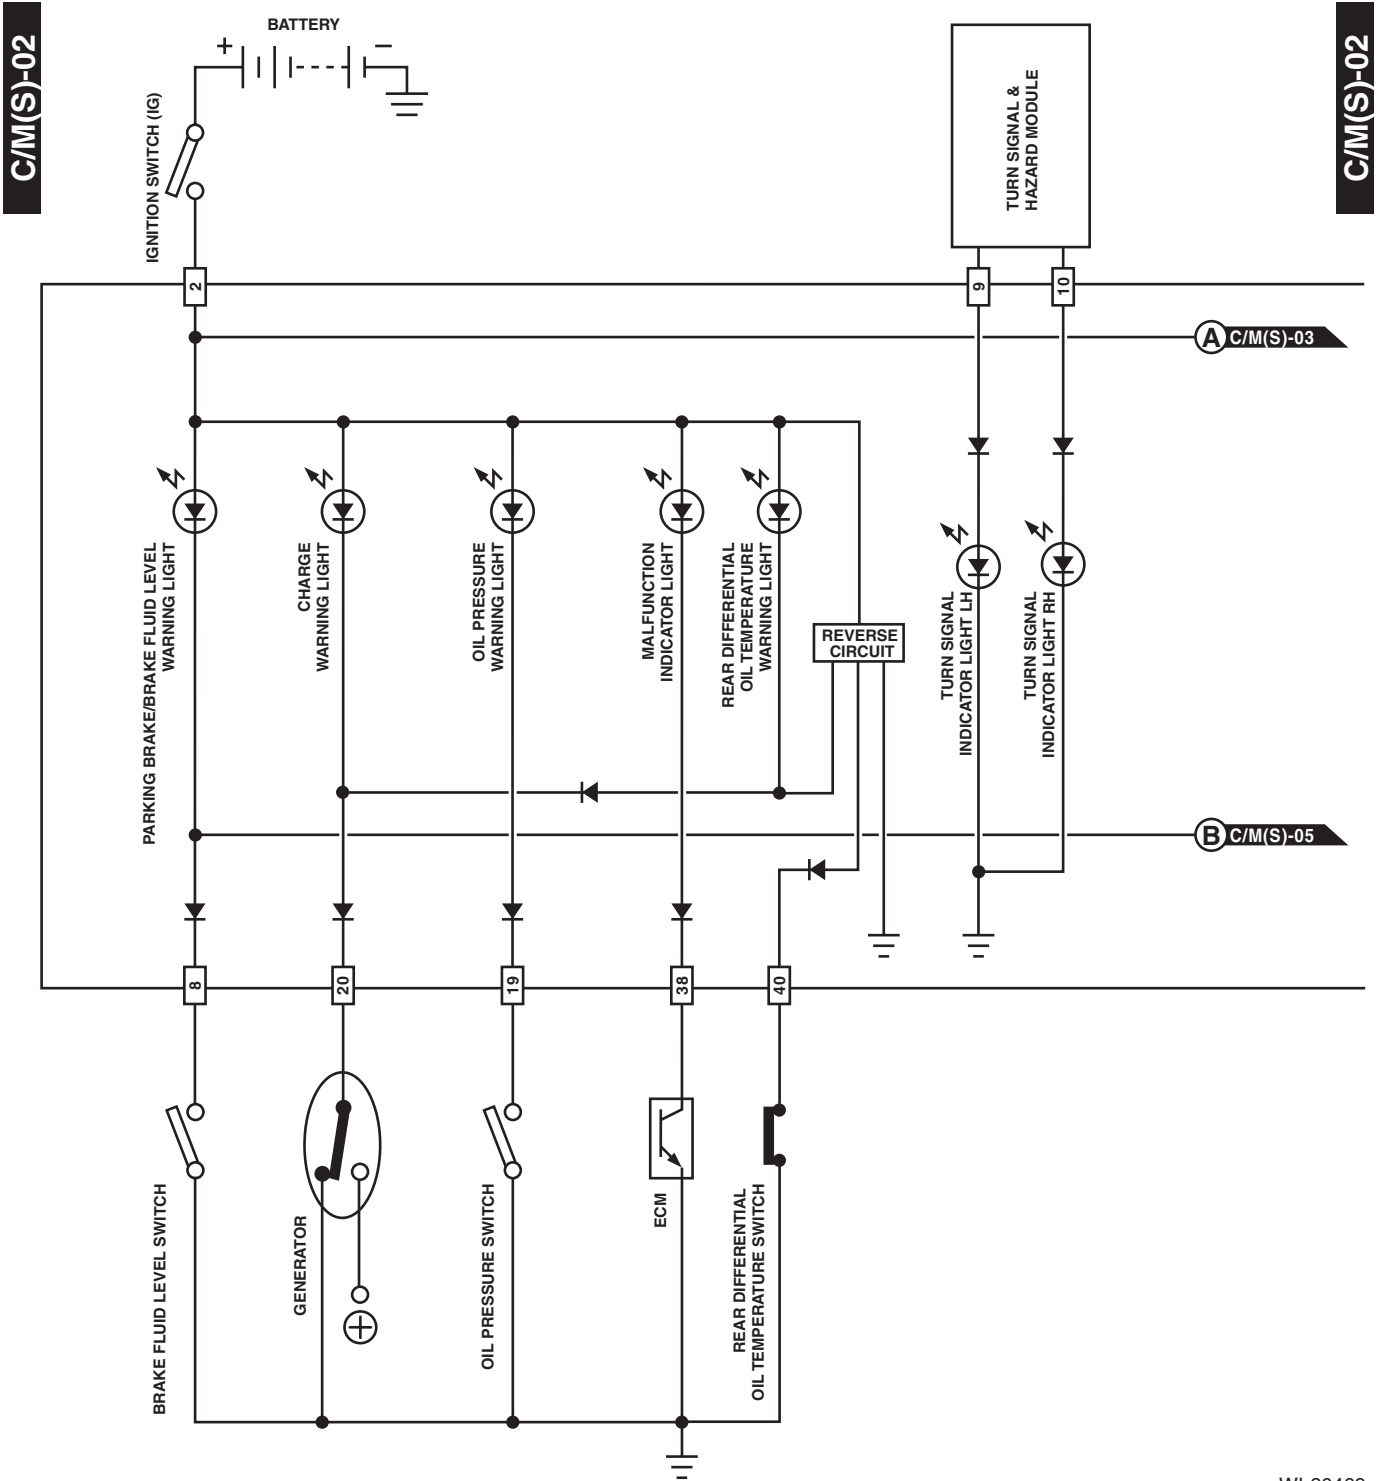 C/M(S)-02
C/M(S)-02
BATTERY
+
−
IGNITION SWITCH (IG)
TURN SIGNAL &
HAZARD MODULE
2
9
10
A
C/M(S)-03
PARKING BRAKE/BRAKE FLUID LEVEL
WARNING LIGHT
CHARGE
WARNING LIGHT
OIL PRESSURE
WARNING LIGHT
MALFUNCTION
INDICATOR LIGHT
REAR DIFFERENTIAL
OIL TEMPERATURE
WARNING LIGHT
REVERSE
CIRCUIT
TURN SIGNAL
INDICATOR LIGHT LH
TURN SIGNAL
INDICATOR LIGHT RH
B
C/M(S)-05
8
20
19
38
40
BRAKE FLUID LEVEL SWITCH
GENERATOR
+
OIL PRESSURE SWITCH
ECM
REAR DIFFERENTIAL
OIL TEMPERATURE SWITCH